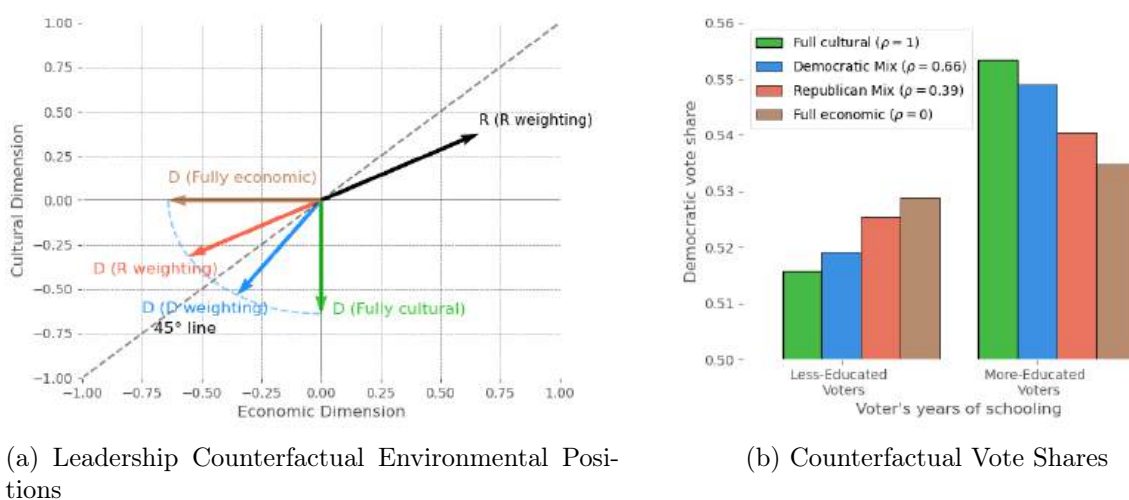 1.00
0.75
0.50
0.25
0.00
−0.25
−0.50
−0.75
−1.00
Cultural Dimension
R (R weighting)
D (Fully economic)
D (R weighting)
D (D weighting)
D (Fully cultural)
45° line
−1.00 −0.75 −0.50 −0.25 0.00 0.25 0.50 0.75 1.00
Economic Dimension
(a) Leadership Counterfactual Environmental Posi-
tions
0.56
0.55
0.54
0.53
0.52
0.51
0.50
Democratic vote share
Full cultural (ρ = 1)
Democratic Mix (ρ = 0.66)
Republican Mix (ρ = 0.39)
Full economic (ρ = 0)
Less-Educated
Voters
More-Educated
Voters
Voter's years of schooling
(b) Counterfactual Vote Shares